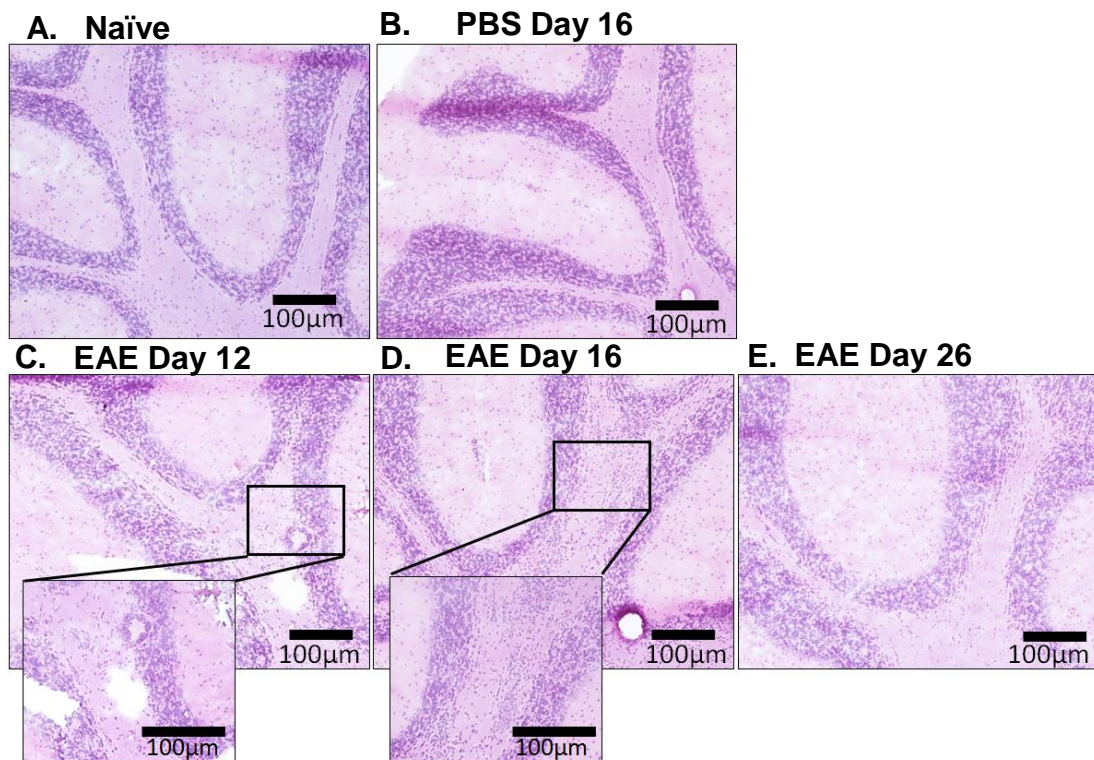 A. Naïve
B. PBS Day 16
100µm
100µm
C. EAE Day 12
D. EAE Day 16
E. EAE Day 26
100µm
100µm
100µm
100µm
100µm